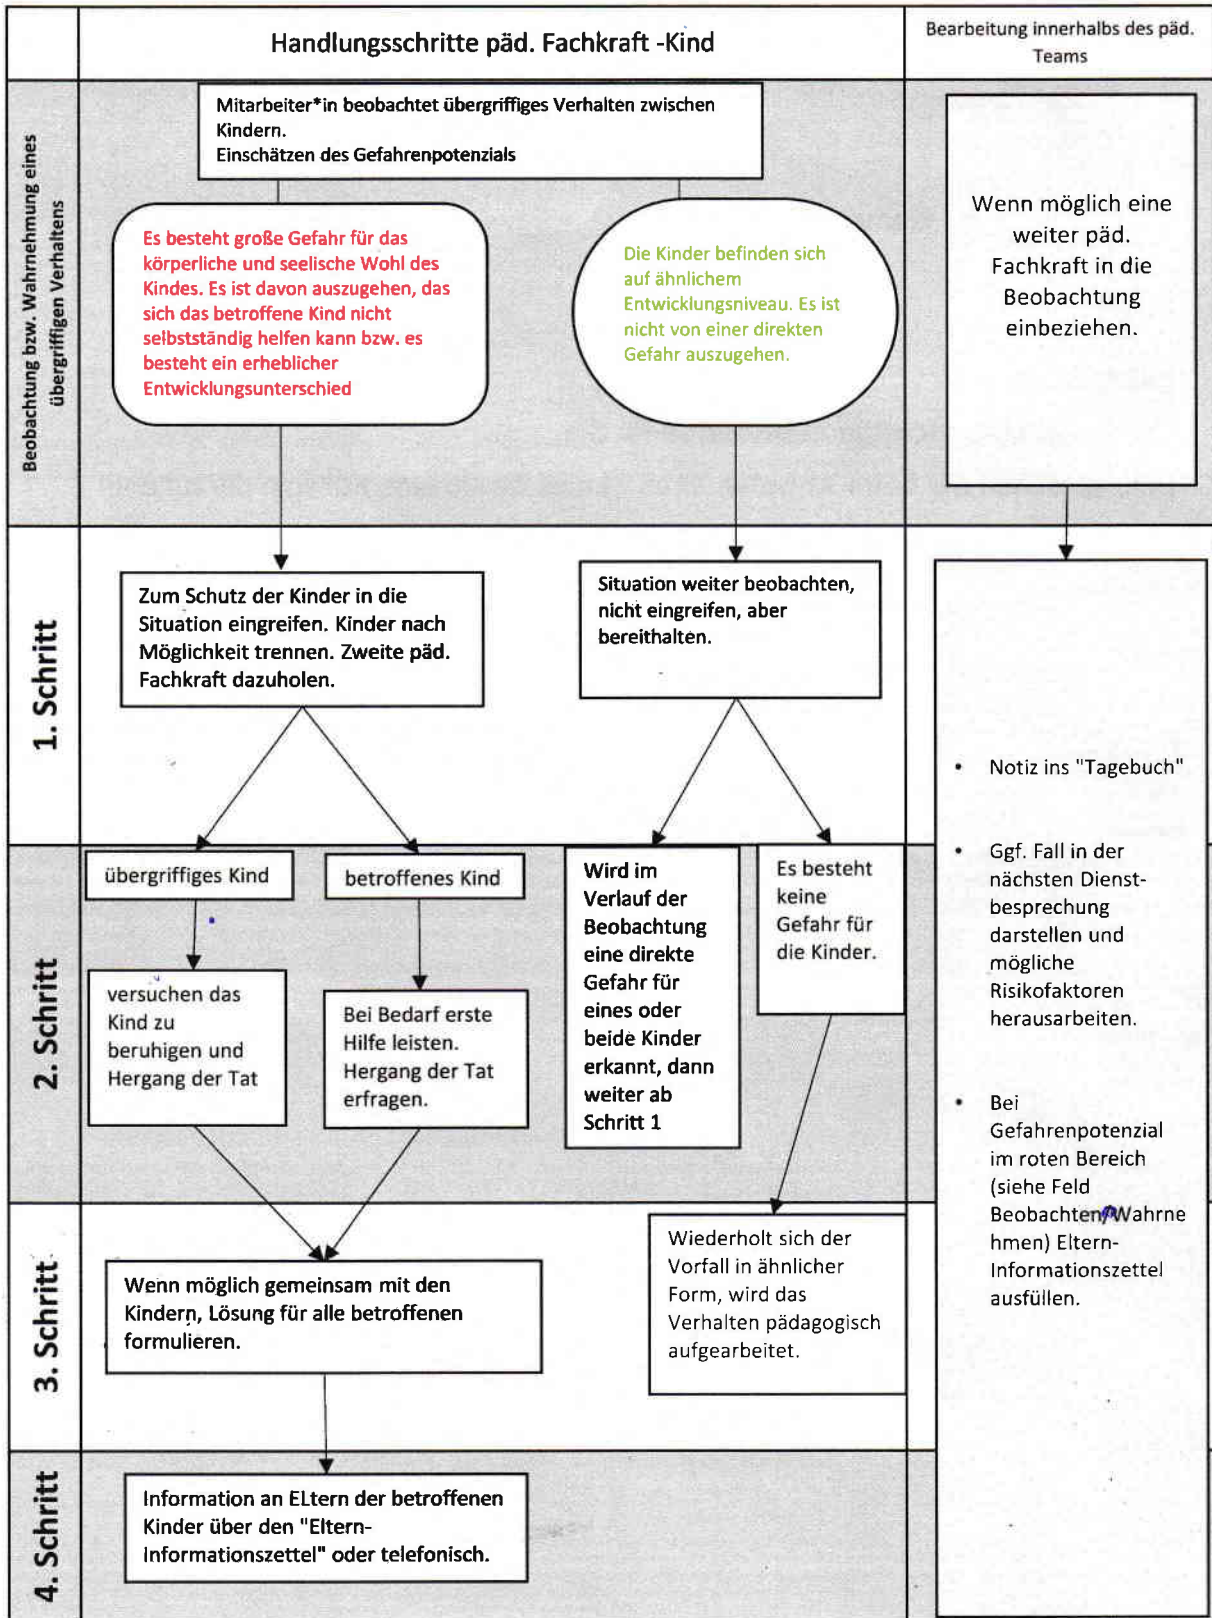 Handlungsschritte päd. Fachkraft -Kind
Bearbeitung innerhalb des päd.
Teams
Beobachtung bzw. Wahrnehmung eines
übergriffigen Verhaltens
Mitarbeiter*in beobachtet übergriffiges Verhalten zwischen
Kindern.
Einschätzen des Gefahrenpotenzials
Es besteht große Gefahr für das
körperliche und seelische Wohl des
Kindes. Es ist davon auszugehen, das
sich das betroffene Kind nicht
selbstständig helfen kann bzw. es
besteht ein erheblicher
Entwicklungsunterschied
Die Kinder befinden sich
auf ähnlichem
Entwicklungsniveau. Es ist
nicht von einer direkten
Gefahr auszugehen.
Wenn möglich eine
weiter päd.
Fachkraft in die
Beobachtung
einbeziehen.
1. Schritt
Zum Schutz der Kinder in die
Situation eingreifen. Kinder nach
Möglichkeit trennen. Zweite päd.
Fachkraft dazuholen.
Situation weiter beobachten,
nicht eingreifen, aber
bereithalten.
2. Schritt
übergriffiges Kind
betroffenes Kind
versuchen das
Kind zu
beruhigen und
Hergang der Tat
Bei Bedarf erste
Hilfe leisten.
Hergang der Tat
erfragen.
Wird im
Verlauf der
Beobachtung
eine direkte
Gefahr für
eines oder
beide Kinder
erkannt, dann
weiter ab
Schritt 1
Es besteht
keine
Gefahr für
die Kinder.
3. Schritt
Wenn möglich gemeinsam mit den
Kindern, Lösung für alle betroffenen
formulieren.
Wiederholt sich der
Vorfall in ähnlicher
Form, wird das
Verhalten pädagogisch
aufgearbeitet.
4. Schritt
Information an ELtern der betroffenen
Kinder über den "Eltern-
Informationszettel" oder telefonisch.
• Notiz ins "Tagebuch"
• Ggf. Fall in der
nächsten Dienst-
besprechung
darstellen und
mögliche
Risikofaktoren
herausarbeiten.
• Bei
Gefahrenpotenzial
im roten Bereich
(siehe Feld
Beobachten/Wahrne
hmen) Eltern-
Informationszettel
ausfüllen.